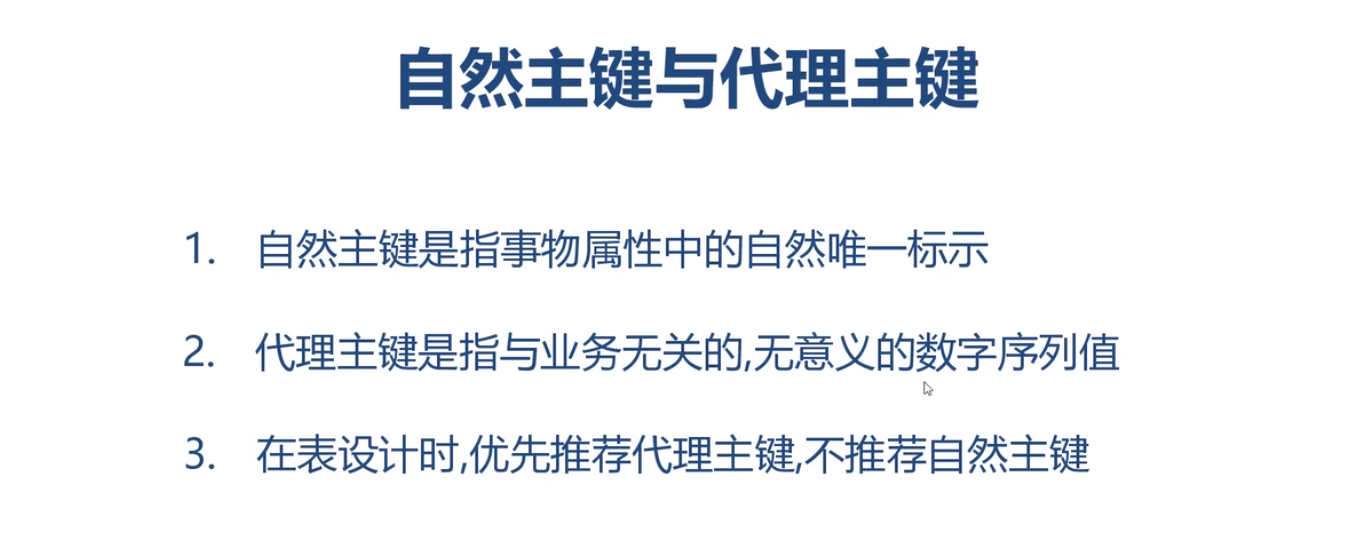 自然主键与代理主键
1. 自然主键是指事物属性中的自然唯一标示
2. 代理主键是指与业务无关的,无意义的数字序列值
3. 在表设计时,优先推荐代理主键,不推荐自然主键